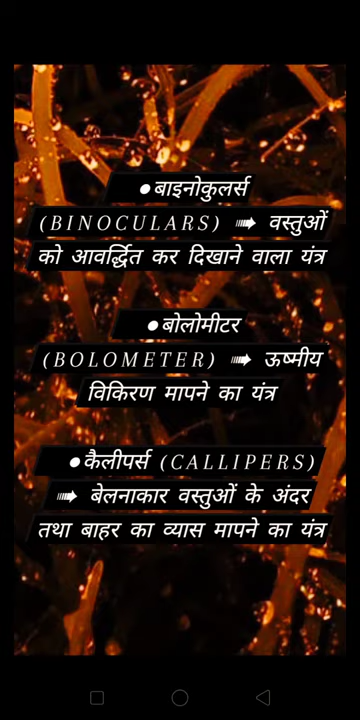 ●बाइनोकुलर्स
(BINOCULARS) ➠ वस्तुओं
को आवर्द्धित कर दिखाने वाला यंत्र
●बोलोमीटर
(BOLOMETER) ➠ ऊष्मीय
विकिरण मापने का यंत्र
●कैलीपर्स (CALLIPERS)
➠ बेलनाकार वस्तुओं के अंदर
तथा बाहर का व्यास मापने का यंत्र